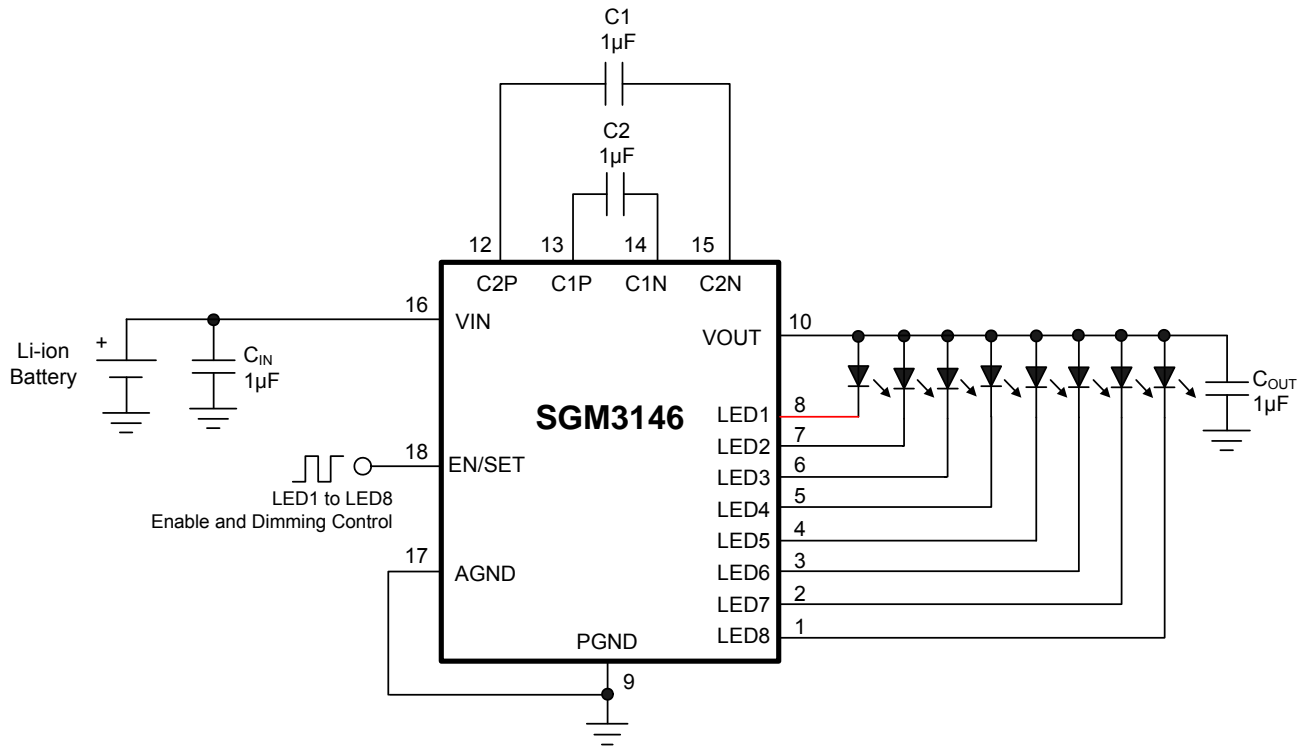 C1
1µF
C2
1µF
12
13
14
15
C2P
C1P
C1N
C2N
16
VIN
Li-ion
Battery
+
CIN
1µF
VOUT
10
COUT
1µF
SGM3146
LED1
8
LED2
7
LED3
6
LED4
5
LED5
4
LED6
3
LED7
2
LED8
1
18
EN/SET
LED1 to LED8
Enable and Dimming Control
17
AGND
PGND
9